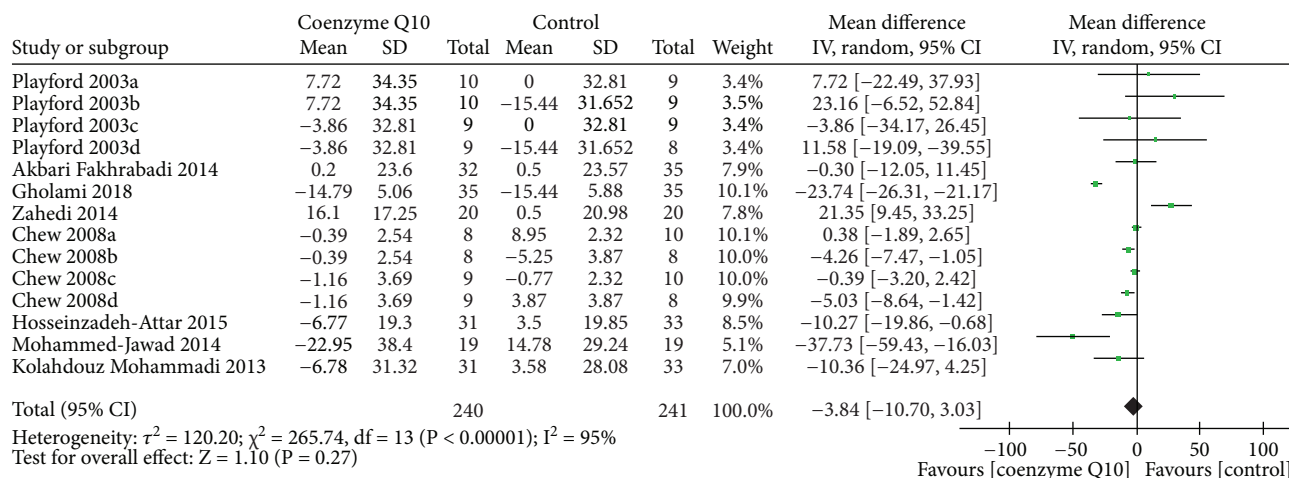 Coenzyme Q10 Control Mean difference Mean difference
Study or subgroup Mean SD Total Mean SD Total Weight IV, random, 95% CI IV, random, 95% CI
Playford 2003a 7.72 34.35 10 0 32.81 9 3.4% 7.72 [−22.49, 37.93]
Playford 2003b 7.72 34.35 10 −15.44 31.652 9 3.5% 23.16 [−6.52, 52.84]
Playford 2003c −3.86 32.81 9 0 32.81 9 3.4% −3.86 [−34.17, 26.45]
Playford 2003d −3.86 32.81 9 −15.44 31.652 8 3.4% 11.58 [−19.09, −39.55]
Akbari Fakhrabadi 2014 0.2 23.6 32 0.5 23.57 35 7.9% −0.30 [−12.05, 11.45]
Gholami 2018 −14.79 5.06 35 −15.44 5.88 35 10.1% −23.74 [−26.31, −21.17]
Zahedi 2014 16.1 17.25 20 0.5 20.98 20 7.8% 21.35 [9.45, 33.25]
Chew 2008a −0.39 2.54 8 8.95 2.32 10 10.1% 0.38 [−1.89, 2.65]
Chew 2008b −0.39 2.54 8 −5.25 3.87 8 10.0% −4.26 [−7.47, −1.05]
Chew 2008c −1.16 3.69 9 −0.77 2.32 10 10.0% −0.39 [−3.20, 2.42]
Chew 2008d −1.16 3.69 9 3.87 3.87 8 9.9% −5.03 [−8.64, −1.42]
Hosseinzadeh-Attar 2015 −6.77 19.3 31 3.5 19.85 33 8.5% −10.27 [−19.86, −0.68]
Mohammed-Jawad 2014 −22.95 38.4 19 14.78 29.24 19 5.1% −37.73 [−59.43, −16.03]
Kolahdouz Mohammadi 2013 −6.78 31.32 31 3.58 28.08 33 7.0% −10.36 [−24.97, 4.25]
Total (95% CI) 240 241 100.0% −3.84 [−10.70, 3.03]
Heterogeneity: τ² = 120.20; χ² = 265.74, df = 13 (P < 0.00001); I² = 95%
Test for overall effect: Z = 1.10 (P = 0.27)
−100 −50 0 50 100
Favours [coenzyme Q10] Favours [control]